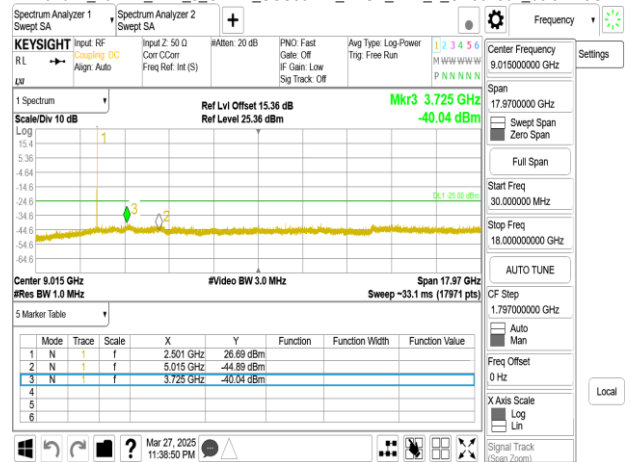 Spectrum Analyzer 1
Swept SA
Spectrum Analyzer 2
Swept SA
+
Frequency
KEYSIGHT
RL
Input: RF
Coupling: DC
Align: Auto
Input Z: 50 Ω
Corr CCorr
Freq Ref: Int (S)
#Atten: 20 dB
PNO: Fast
Gate: Off
IF Gain: Low
Sig Track: Off
Avg Type: Log-Power
Trig: Free Run
1 2 3 4 5 6
M W W W W W
P N N N N N
Settings
Center Frequency
9.015000000 GHz
Span
17.9700000 GHz
Swept Span
Zero Span
Full Span
Start Freq
30.000000 MHz
Stop Freq
18.000000000 GHz
AUTO TUNE
CF Step
1.797000000 GHz
Auto
Man
Freq Offset
0 Hz
X Axis Scale
Log
Lin
Signal Track
(Span Zoom)
Local
1 Spectrum
Scale/Div 10 dB
Ref Lvl Offset 15.36 dB
Ref Level 25.36 dBm
Mkr3 3.725 GHz
-40.04 dBm
Log
15.4
5.36
-4.64
-14.6
-24.6
-34.6
-44.6
-54.6
-64.6
1
3
2
DL1 -25.00 dBm
Center 9.015 GHz
#Res BW 1.0 MHz
#Video BW 3.0 MHz
Span 17.97 GHz
Sweep ~33.1 ms (17971 pts)
5 Marker Table
Mode Trace Scale X Y Function Function Width Function Value
1 N 1 f 2.501 GHz 26.69 dBm
2 N 1 f 5.015 GHz -44.89 dBm
3 N 1 f 3.725 GHz -40.04 dBm
4
5
6
?
Mar 27, 2025
11:38:50 PM